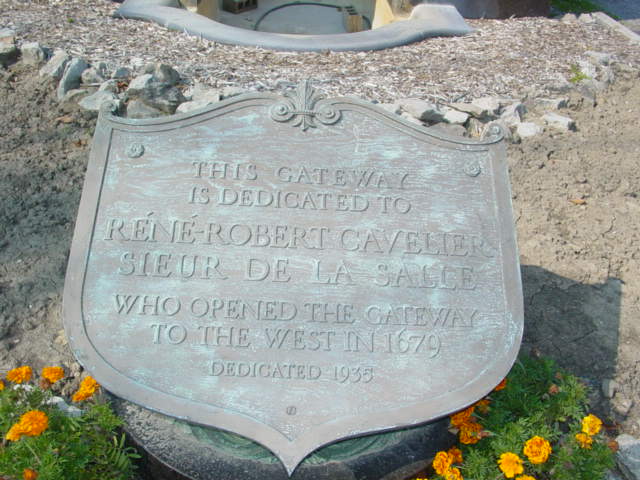 THIS GATEWAY
IS DEDICATED TO
RÉNÉ-ROBERT CAVELIER
SIEUR DE LA SALLE
WHO OPENED THE GATEWAY
TO THE WEST IN 1679
DEDICATED 1935